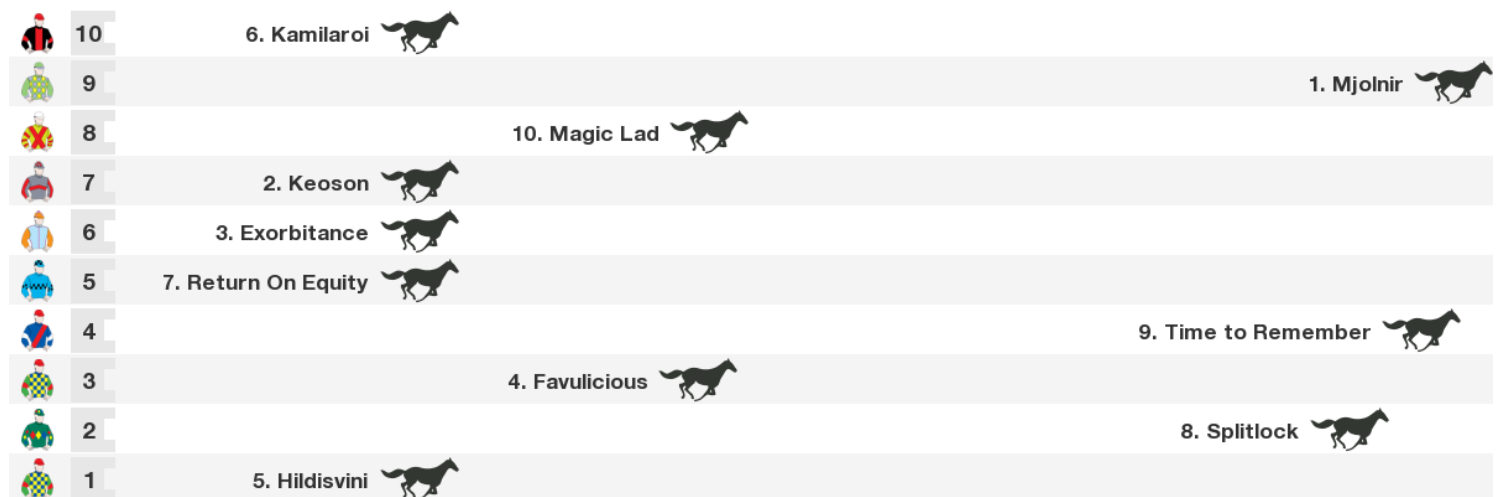 10 6. Kamilaroi
9 1. Mjolnir
8 10. Magic Lad
7 2. Keoson
6 3. Exorbitance
5 7. Return On Equity
4 9. Time to Remember
3 4. Favulicious
2 8. Splitlock
1 5. Hildisvini